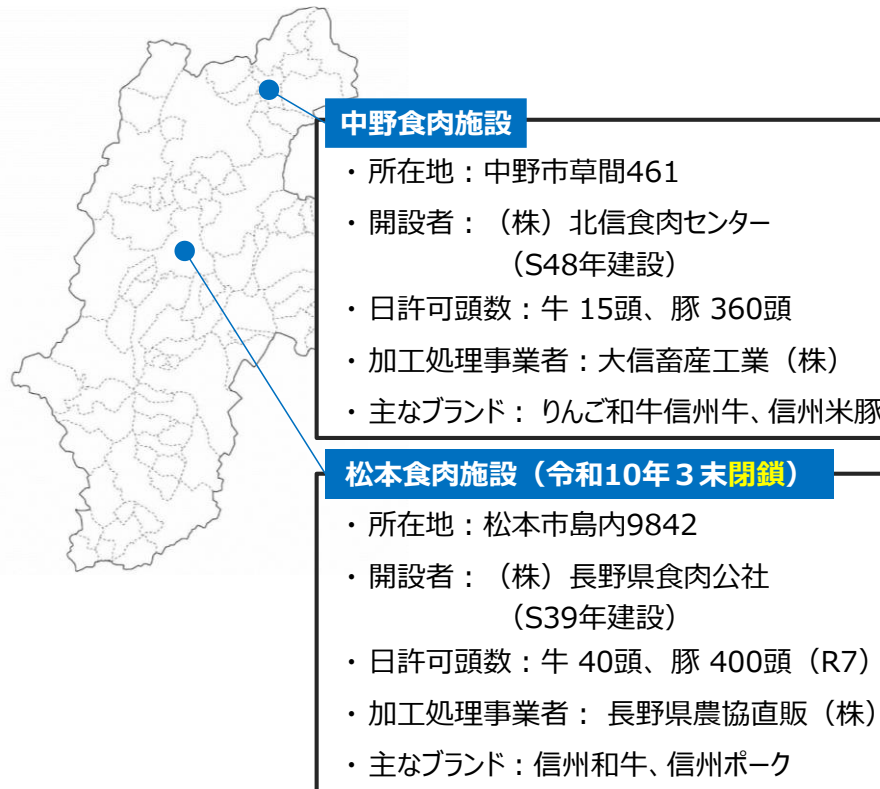 中野食肉施設
・所在地：中野市草間461
・開設者：（株）北信食肉センター
（S48年建設）
・日許可頭数：牛 15頭、豚 360頭
・加工処理事業者：大信畜産工業（株）
・主なブランド： りんご和牛信州牛、信州米豚
松本食肉施設（令和10年３末閉鎖）
・所在地：松本市島内9842
・開設者：（株）長野県食肉公社
（S39年建設）
・日許可頭数：牛 40頭、豚 400頭（R7）
・加工処理事業者： 長野県農協直販（株）
・主なブランド：信州和牛、信州ポーク